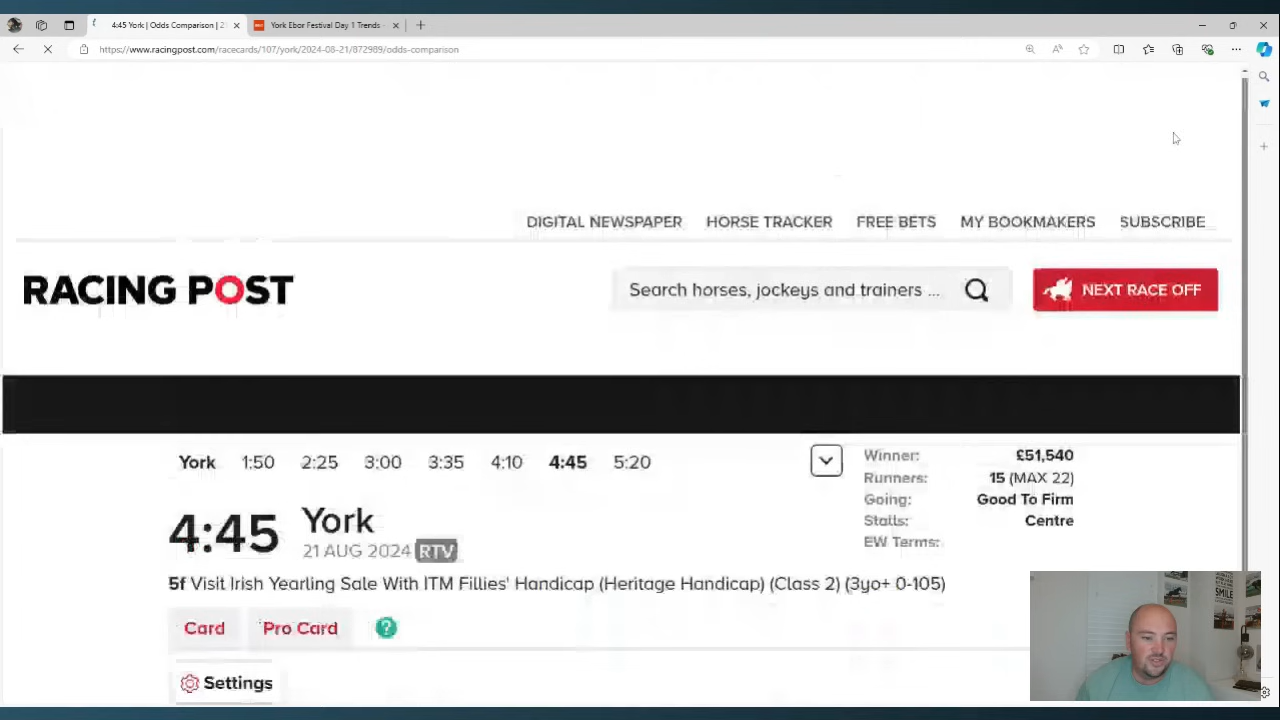 4:45 York | Odds Comparison | 2
York Ebor Festival Day 1 Trends
https://www.racingpost.com/racecards/107/york/2024-08-21/872989/odds-comparison
DIGITAL NEWSPAPER HORSE TRACKER FREE BETS MY BOOKMAKERS SUBSCRIBE
RACING POST
Search horses, jockeys and trainers ...
NEXT RACE OFF
York 1:50 2:25 3:00 3:35 4:10 4:45 5:20
Winner: £51,540
Runners: 15 (MAX 22)
Going: Good To Firm
Stalls: Centre
EW Terms:
4:45 York
21 AUG 2024 RTV
5f Visit Irish Yearling Sale With ITM Fillies' Handicap (Heritage Handicap) (Class 2) (3yo+ 0-105)
Card Pro Card ?
Settings
SMILE